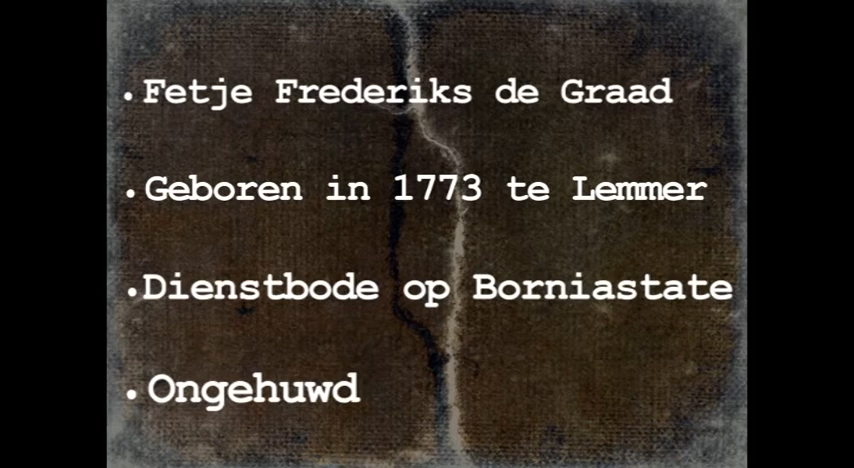 • Fetje Frederiks de Graad
• Geboren in 1773 te Lemmer
• Dienstbode op Borniastate
• Ongehuwd